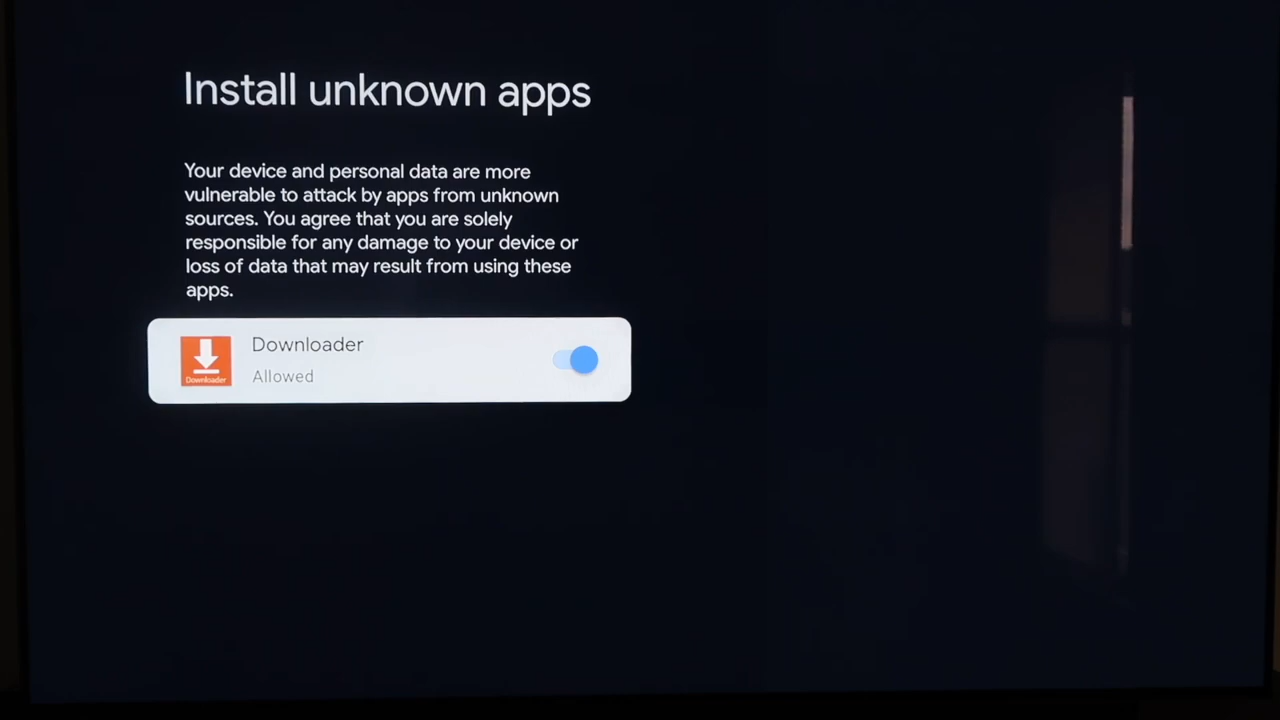 Install unknown apps
Your device and personal data are more
vulnerable to attack by apps from unknown
sources. You agree that you are solely
responsible for any damage to your device or
loss of data that may result from using these
apps.
Downloader
Downloader
Allowed